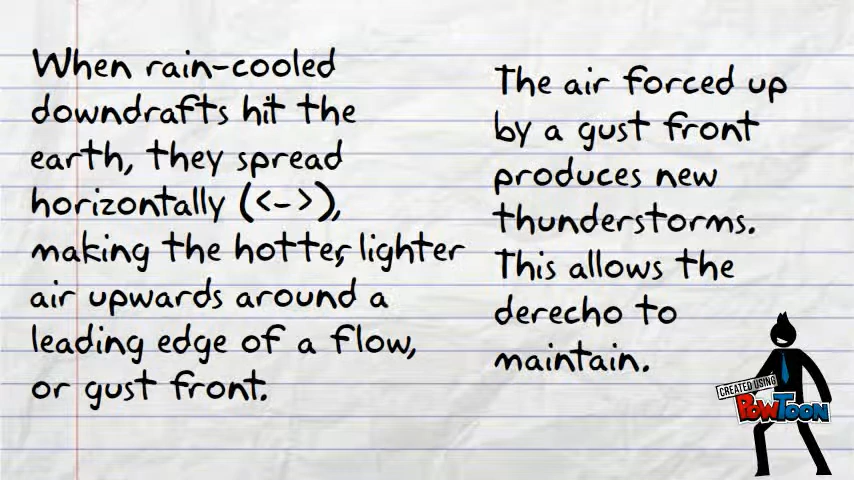 When rain-cooled
downdrafts hit the
earth, they spread
horizontally (<->),
making the hotter, lighter
air upwards around a
leading edge of a flow,
or gust front.
The air forced up
by a gust front
produces new
thunderstorms.
This allows the
derecho to
maintain.
CREATED USING
POWTOON